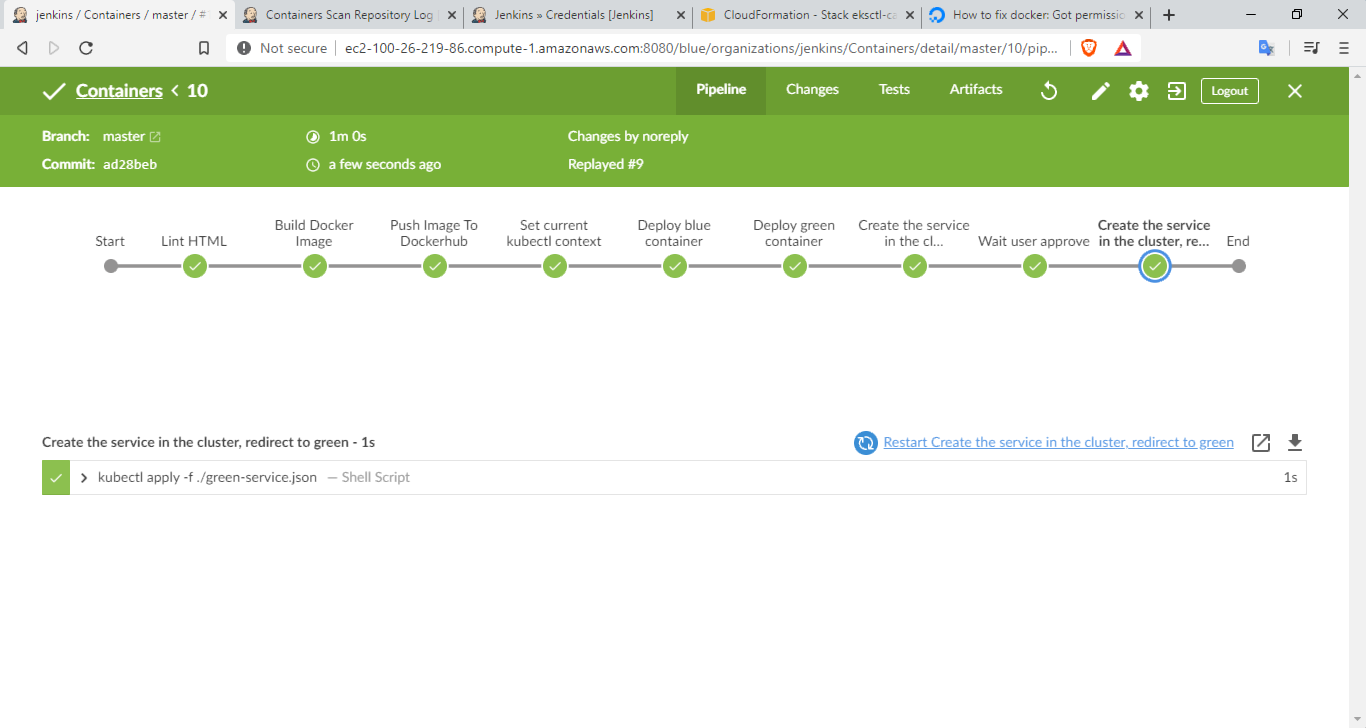 jenkins / Containers / master / #
Containers Scan Repository Log
Jenkins » Credentials [Jenkins]
CloudFormation - Stack eksctl-ca
How to fix docker: Got permissio
Not secure
ec2-100-26-219-86.compute-1.amazonaws.com:8080/blue/organizations/jenkins/Containers/detail/master/10/pip...
Containers < 10
Pipeline
Changes
Tests
Artifacts
Logout
Branch: master
1m 0s
Changes by noreply
Commit: ad28beb
a few seconds ago
Replayed #9
Start
Lint HTML
Build Docker
Image
Push Image To
Dockerhub
Set current
kubectl context
Deploy blue
container
Deploy green
container
Create the service
in the cl...
Wait user approve
Create the service
in the cluster, re...
End
Create the service in the cluster, redirect to green - 1s
Restart Create the service in the cluster, redirect to green
kubectl apply -f ./green-service.json — Shell Script
1s